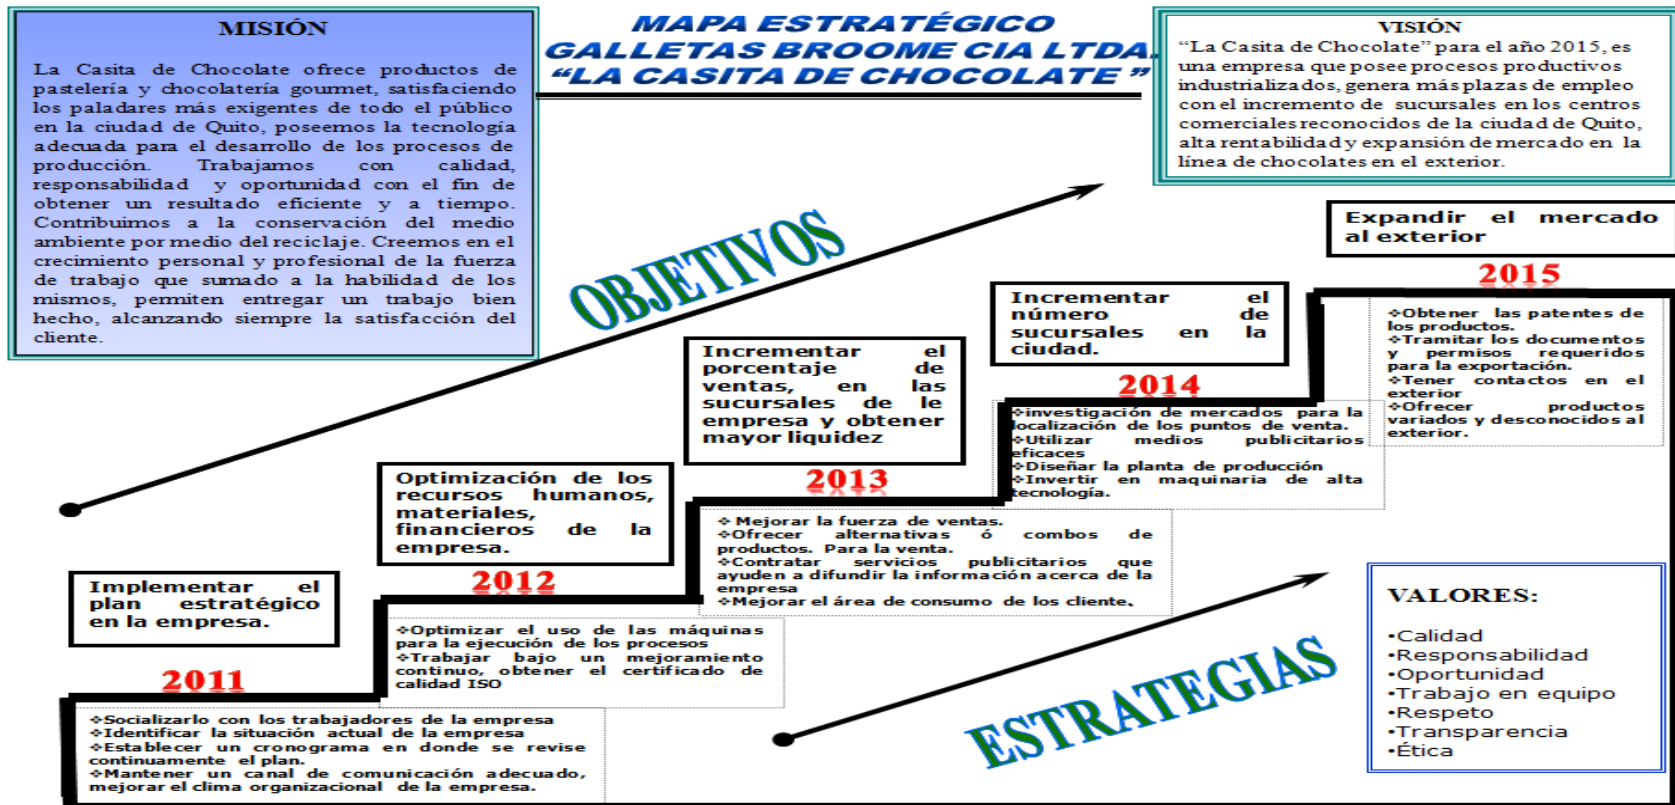 MISIÓN
La Casita de Chocolate ofrece productos de
pastelería y chocolatería gourmet, satisfaciendo
los paladares más exigentes de todo el público
en la ciudad de Quito, poseemos la tecnología
adecuada para el desarrollo de los procesos de
producción. Trabajamos con calidad,
responsabilidad y oportunidad con el fin de
obtener un resultado eficiente y a tiempo.
Contribuimos a la conservación del medio
ambiente por medio del reciclaje. Creemos en el
crecimiento personal y profesional de la fuerza
de trabajo que sumado a la habilidad de los
mismos, permiten entregar un trabajo bien
hecho, alcanzando siempre la satisfacción del
cliente.
MAPA ESTRATÉGICO
GALLETAS BROOME CIA LTDA.
“LA CASITA DE CHOCOLATE ”
VISIÓN
“La Casita de Chocolate” para el año 2015, es
una empresa que posee procesos productivos
industrializados, genera más plazas de empleo
con el incremento de sucursales en los centros
comerciales reconocidos de la ciudad de Quito,
alta rentabilidad y expansión de mercado en la
línea de chocolates en el exterior.
OBJETIVOS
Implementar el
plan estratégico
en la empresa.
2011
❖Socializarlo con los trabajadores de la empresa
❖Identificar la situación actual de la empresa
❖Establecer un cronograma en donde se revise
continuamente el plan.
❖Mantener un canal de comunicación adecuado,
mejorar el clima organizacional de la empresa.
Optimización de los
recursos humanos,
materiales,
financieros de la
empresa.
2012
❖Optimizar el uso de las máquinas
para la ejecución de los procesos
❖Trabajar bajo un mejoramiento
continuo, obtener el certificado de
calidad ISO
Incrementar el
porcentaje de
ventas, en las
sucursales de le
empresa y obtener
mayor liquidez
2013
❖Mejorar la fuerza de ventas.
❖Ofrecer alternativas ó combos de
productos. Para la venta.
❖Contratar servicios publicitarios que
ayuden a difundir la información acerca de la
empresa
❖Mejorar el área de consumo de los cliente.
Incrementar el
número de
sucursales en la
ciudad.
2014
❖investigación de mercados para la
localización de los puntos de venta.
❖Utilizar medios publicitarios
eficaces
❖Diseñar la planta de producción
❖Invertir en maquinaria de alta
tecnología.
Expandir el mercado
al exterior
2015
❖Obtener las patentes de
los productos.
❖Tramitar los documentos
y permisos requeridos
para la exportación.
❖Tener contactos en el
exterior
❖Ofrecer productos
variados y desconocidos al
exterior.
ESTRATEGIAS
VALORES:
•Calidad
•Responsabilidad
•Oportunidad
•Trabajo en equipo
•Respeto
•Transparencia
•Ética